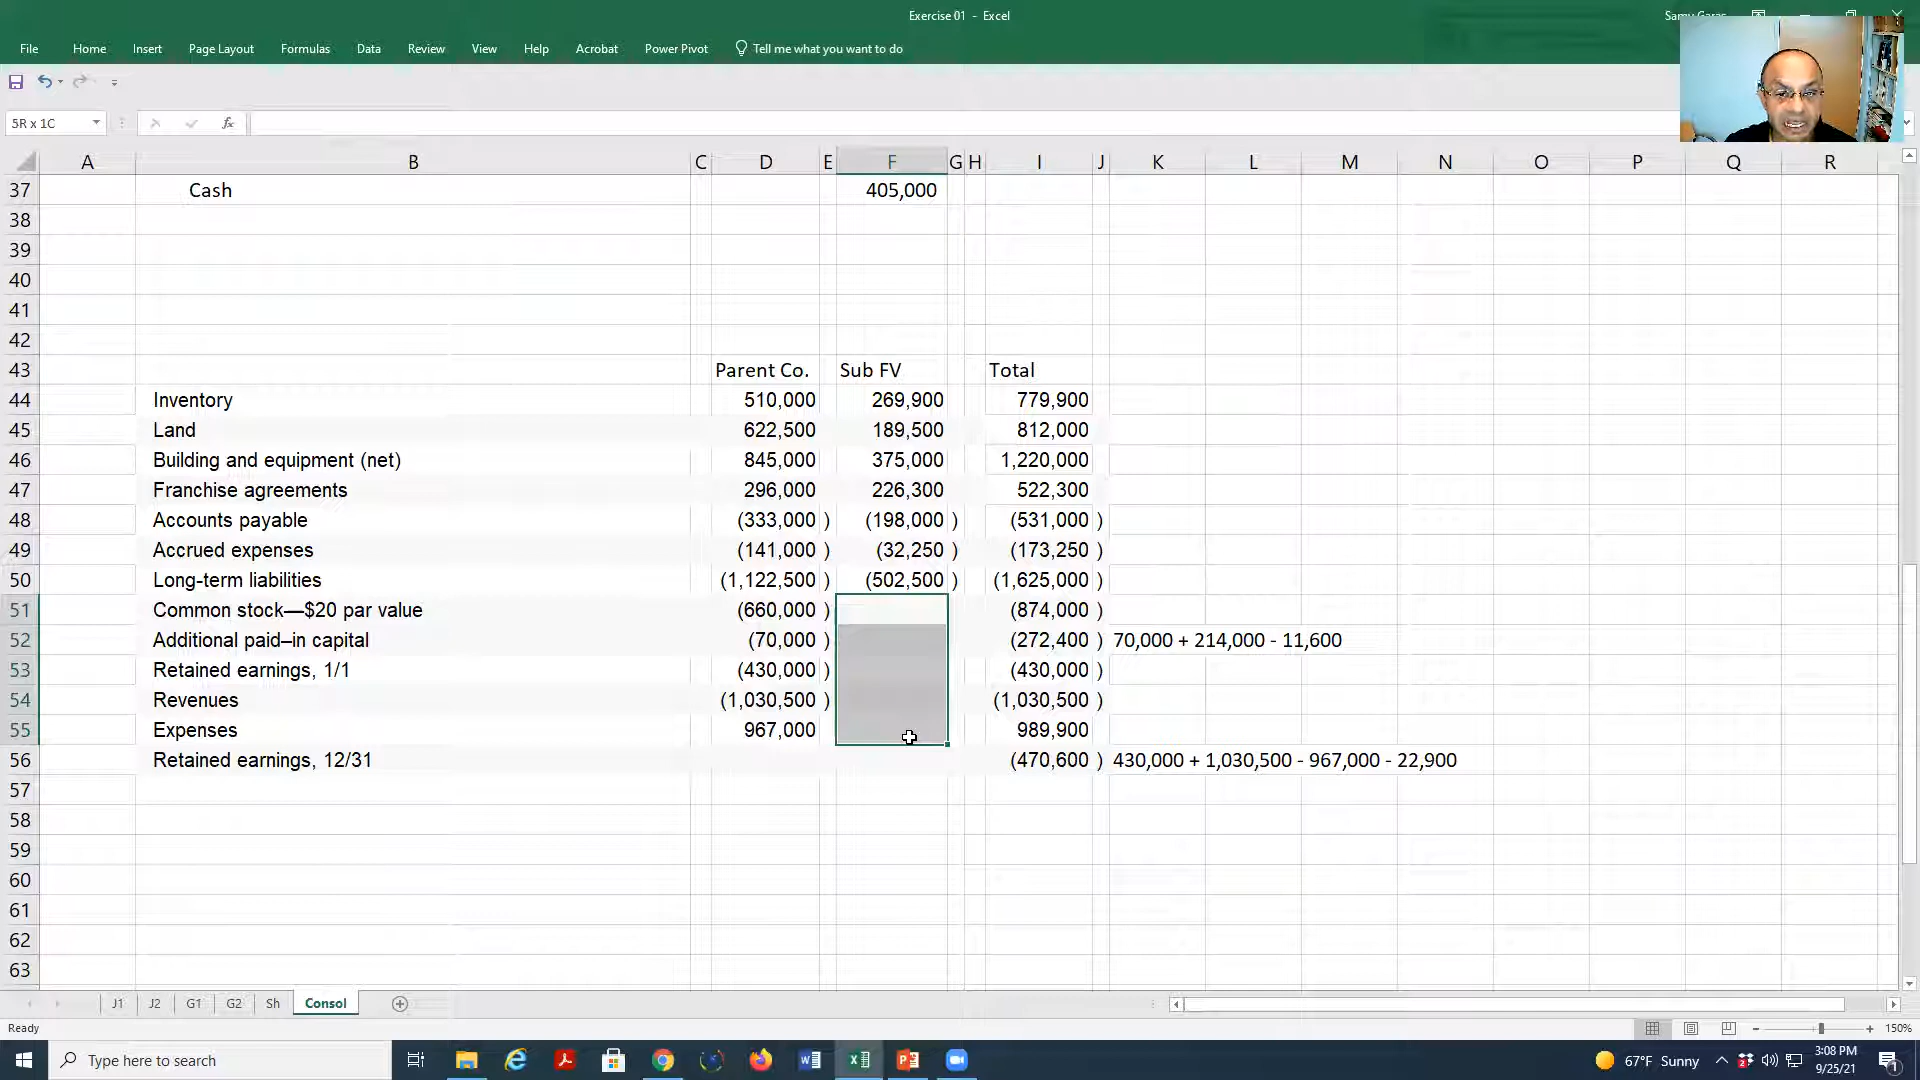 Exercise 01 - Excel
File Home Insert Page Layout Formulas Data Review View Help Acrobat Power Pivot Tell me what you want to do
5R x 1C fx
A B C D E F G H I J K L M N O P Q R
37 Cash 405,000
38
39
40
41
42
43 Parent Co. Sub FV Total
44 Inventory 510,000 269,900 779,900
45 Land 622,500 189,500 812,000
46 Building and equipment (net) 845,000 375,000 1,220,000
47 Franchise agreements 296,000 226,300 522,300
48 Accounts payable (333,000 ) (198,000 ) (531,000 )
49 Accrued expenses (141,000 ) (32,250 ) (173,250 )
50 Long-term liabilities (1,122,500 ) (502,500 ) (1,625,000 )
51 Common stock—$20 par value (660,000 ) (874,000 )
52 Additional paid–in capital (70,000 ) (272,400 ) 70,000 + 214,000 - 11,600
53 Retained earnings, 1/1 (430,000 ) (430,000 )
54 Revenues (1,030,500 ) (1,030,500 )
55 Expenses 967,000 989,900
56 Retained earnings, 12/31 (470,600 ) 430,000 + 1,030,500 - 967,000 - 22,900
57
58
59
60
61
62
63
J1 J2 G1 G2 Sh Consol
Ready 150%
Type here to search 67°F Sunny 3:08 PM
9/25/21